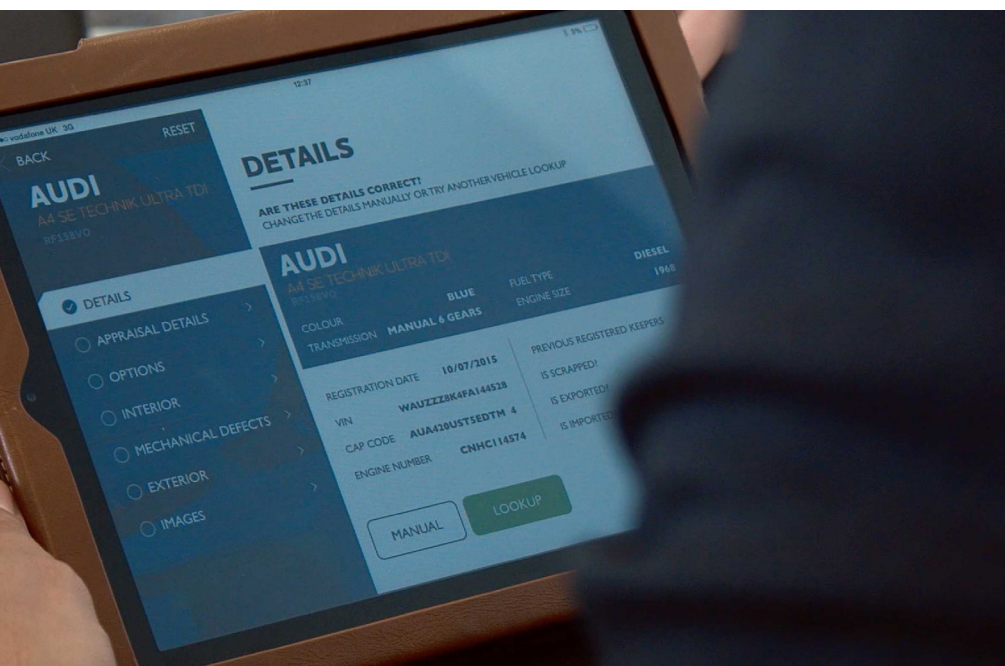 vodafone UK 3G
12:37
3%
BACK
RESET
AUDI
A4 SE TECHNIK ULTRA TDI
RF15BVO
DETAILS
APPRAISAL DETAILS
OPTIONS
INTERIOR
MECHANICAL DEFECTS
EXTERIOR
IMAGES
DETAILS
ARE THESE DETAILS CORRECT?
CHANGE THE DETAILS MANUALLY OR TRY ANOTHER VEHICLE LOOKUP
AUDI
A4 SE TECHNIK ULTRA TDI
RF15BVO
COLOUR BLUE
TRANSMISSION MANUAL 6 GEARS
FUEL TYPE DIESEL
ENGINE SIZE 1968
REGISTRATION DATE 10/07/2015
VIN WAUZZZ8K4FA144528
CAP CODE AUA420UST5EDTM 4
ENGINE NUMBER CNHC114574
PREVIOUS REGISTERED KEEPERS
IS SCRAPPED?
IS EXPORTED?
IS IMPORTED
MANUAL
LOOKUP